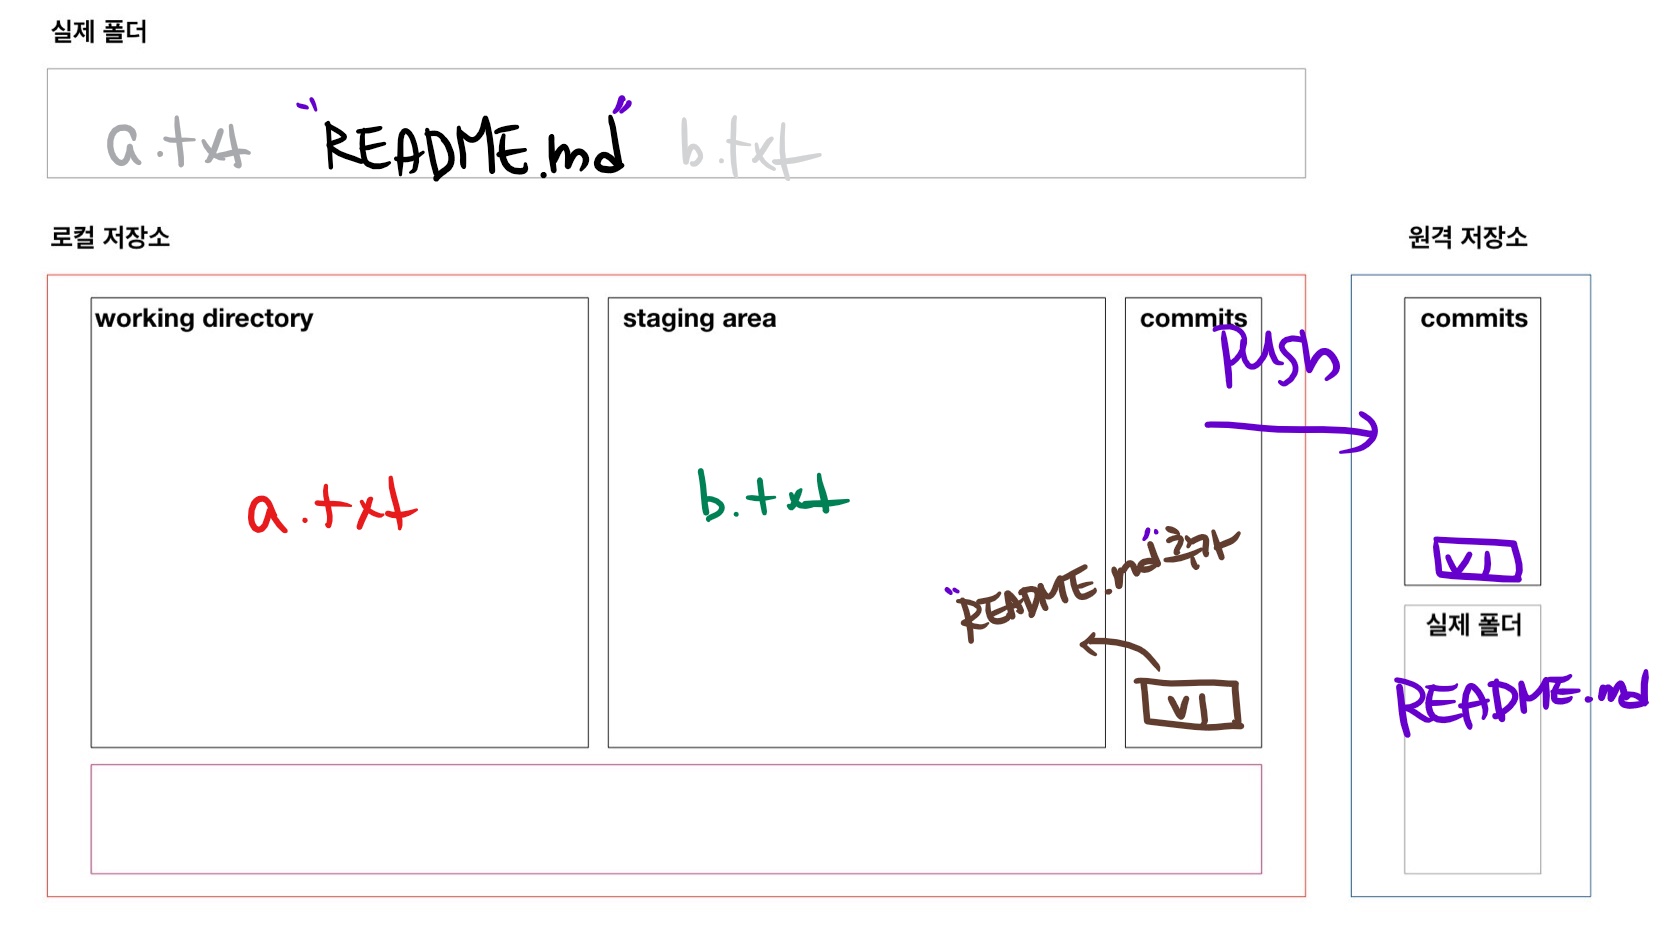 실제 폴더
a.txt "README.md" b.txt
로컬 저장소
원격 저장소
working directory
staging area
commits
commits
push
a.txt
b.txt
"README.md" 추가
v1
v1
실제 폴더
README.md